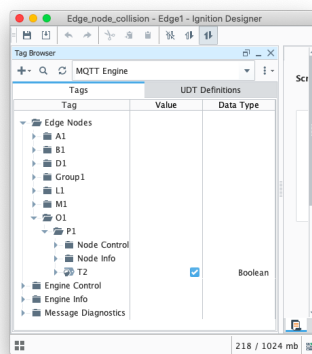 Edge_node_collision - Edge1 - Ignition Designer
Tag Browser
MQTT Engine
Tags UDT Definitions
Tag Value Data Type
Edge Nodes
A1
B1
D1
Group1
L1
M1
O1
P1
Node Control
Node Info
T2 Boolean
Engine Control
Engine Info
Message Diagnostics
Scr
218 / 1024 mb